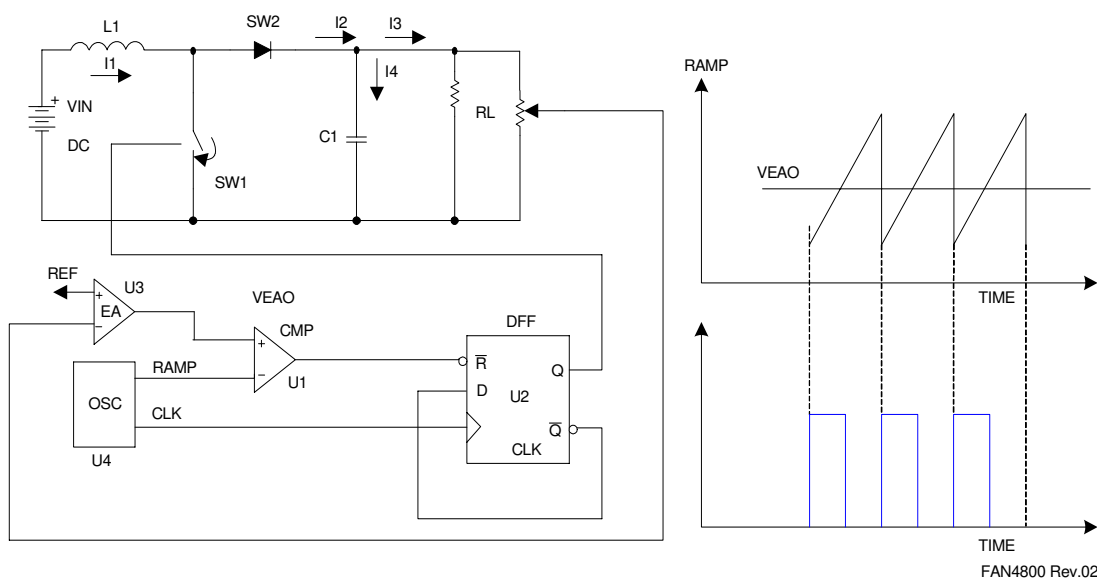 L1
SW2
I2
I3
I1
I4
+
VIN
DC
C1
RL
SW1
RAMP
VEAO
TIME
REF
U3
+
EA
−
VEAO
CMP
+
−
U1
RAMP
OSC
CLK
U4
DFF
R
Q
D
U2
Q
CLK
TIME
FAN4800 Rev.02